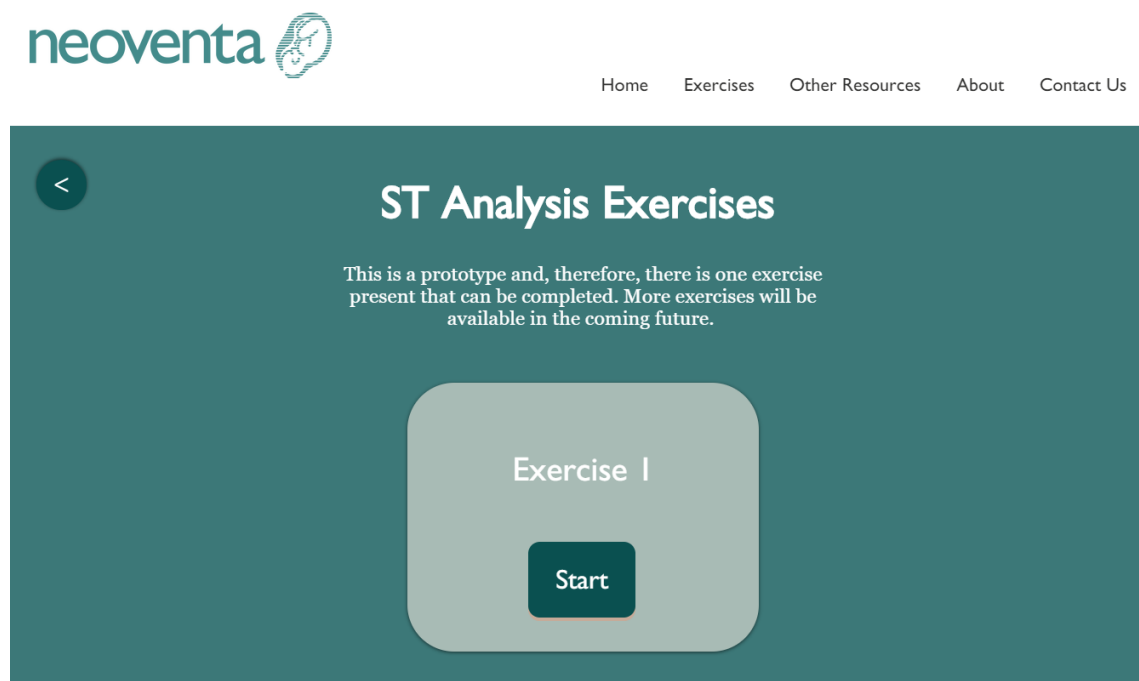 neoventa
Home Exercises Other Resources About Contact Us
<
ST Analysis Exercises
This is a prototype and, therefore, there is one exercise
present that can be completed. More exercises will be
available in the coming future.
Exercise 1
Start